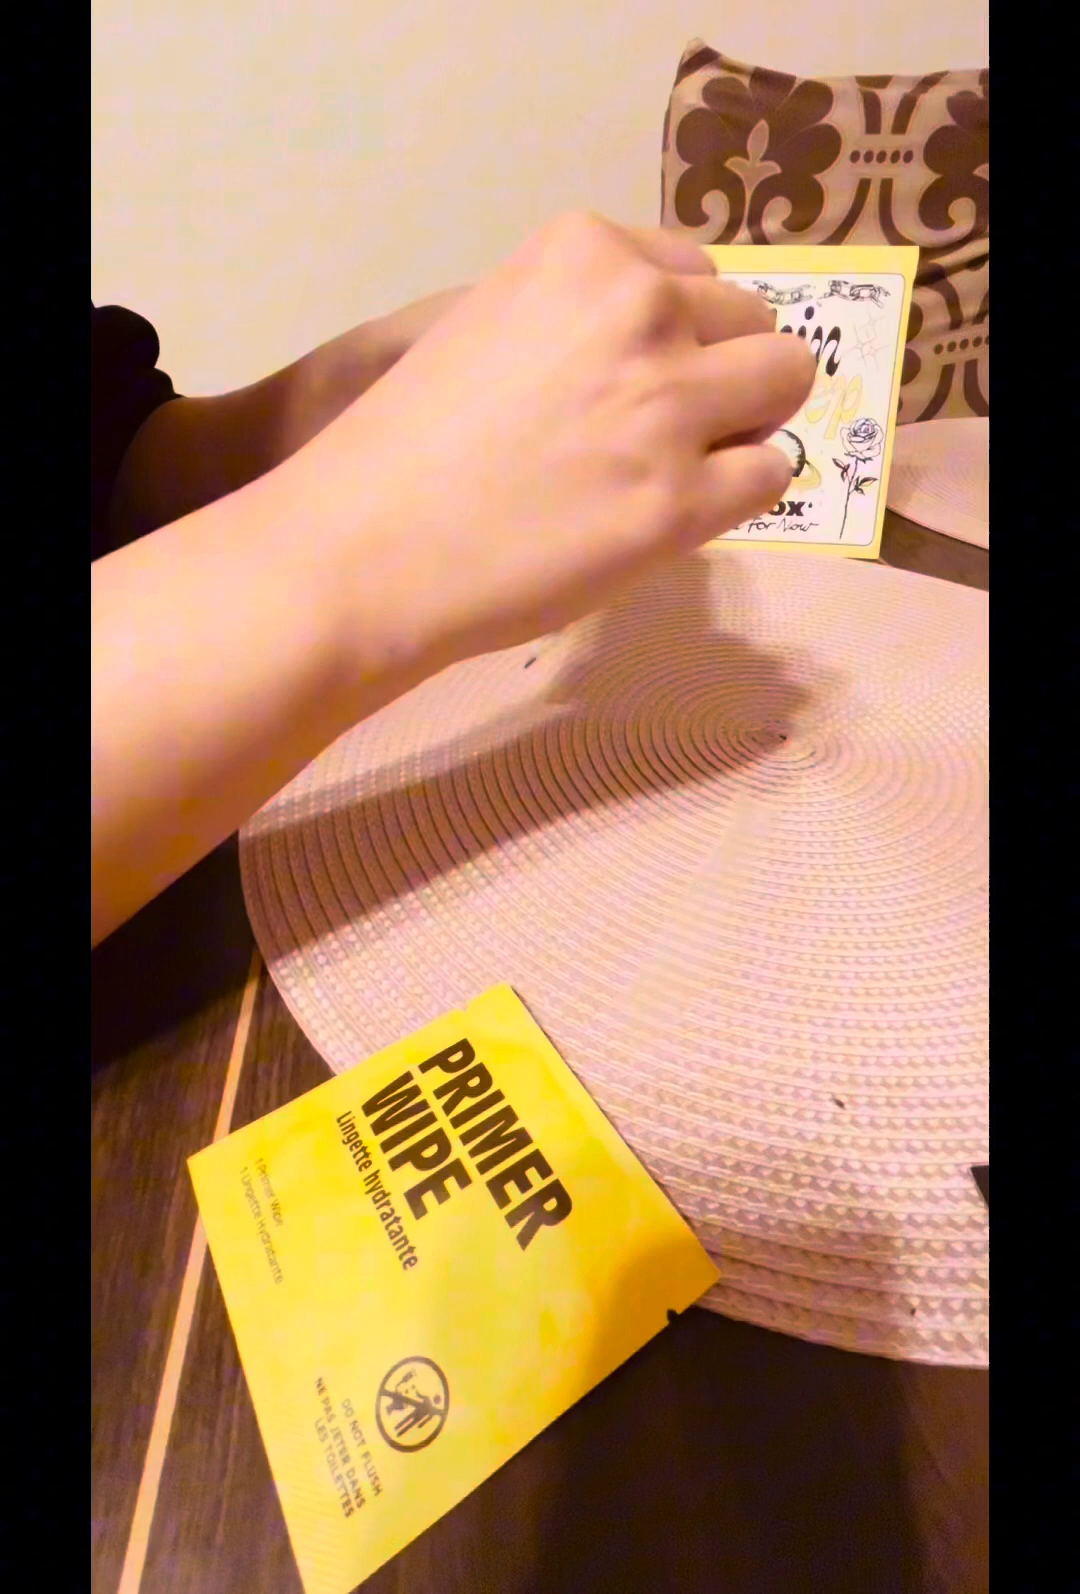 ox
for Now
PRIMER
WIPE
Lingette hydratante
1 Primer Wipe
1 Lingette Hydratante
DO NOT FLUSH
NE PAS JETER DANS
LES TOILETTES